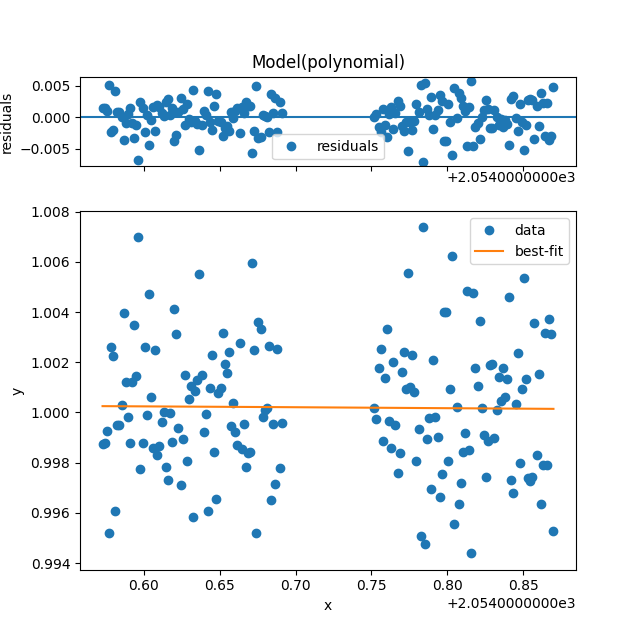 Model(polynomial)
0.005
0.000
−0.005
residuals
residuals
+2.0540000000e3
1.008
1.006
1.004
1.002
1.000
0.998
0.996
0.994
y
data
best-fit
0.60 0.65 0.70 0.75 0.80 0.85
x
+2.0540000000e3